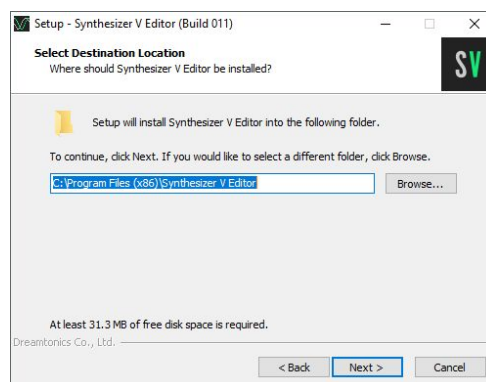 Setup - Synthesizer V Editor (Build 011)
Select Destination Location
Where should Synthesizer V Editor be installed?
SV
Setup will install Synthesizer V Editor into the following folder.
To continue, click Next. If you would like to select a different folder, click Browse.
C:\Program Files (x86)\Synthesizer V Editor
Browse...
At least 31.3 MB of free disk space is required.
Dreamtonics Co., Ltd.
< Back
Next >
Cancel